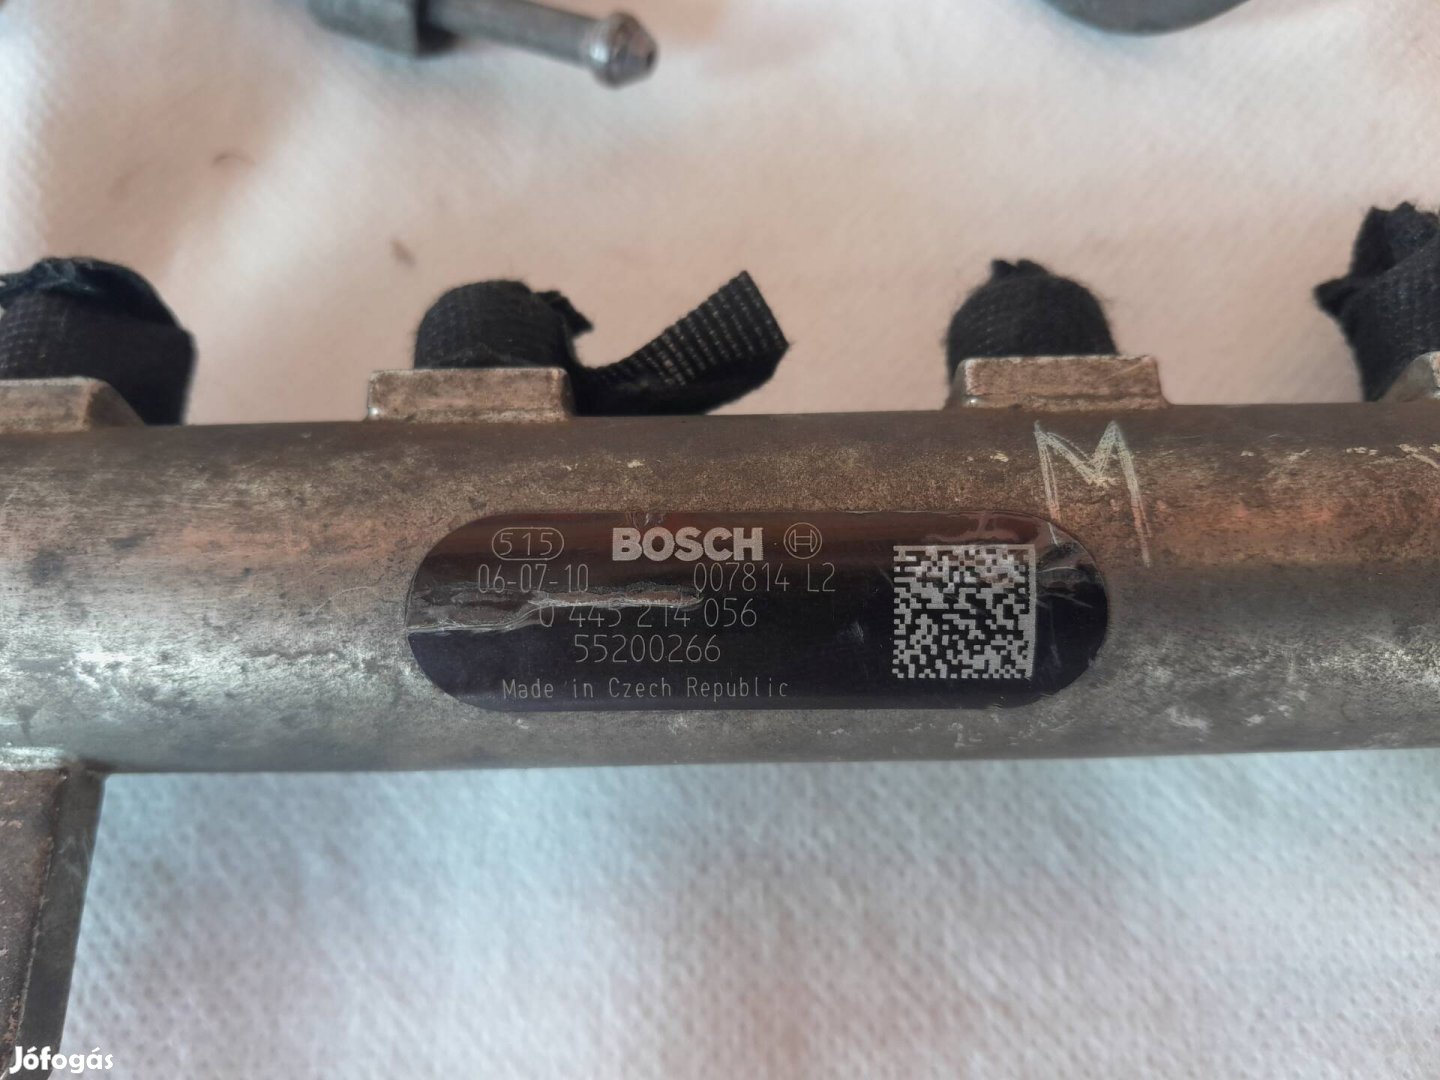 M
515 BOSCH
06-07-10 007814 L2
0 445 214 056
55200266
Made in Czech Republic
Jófogás